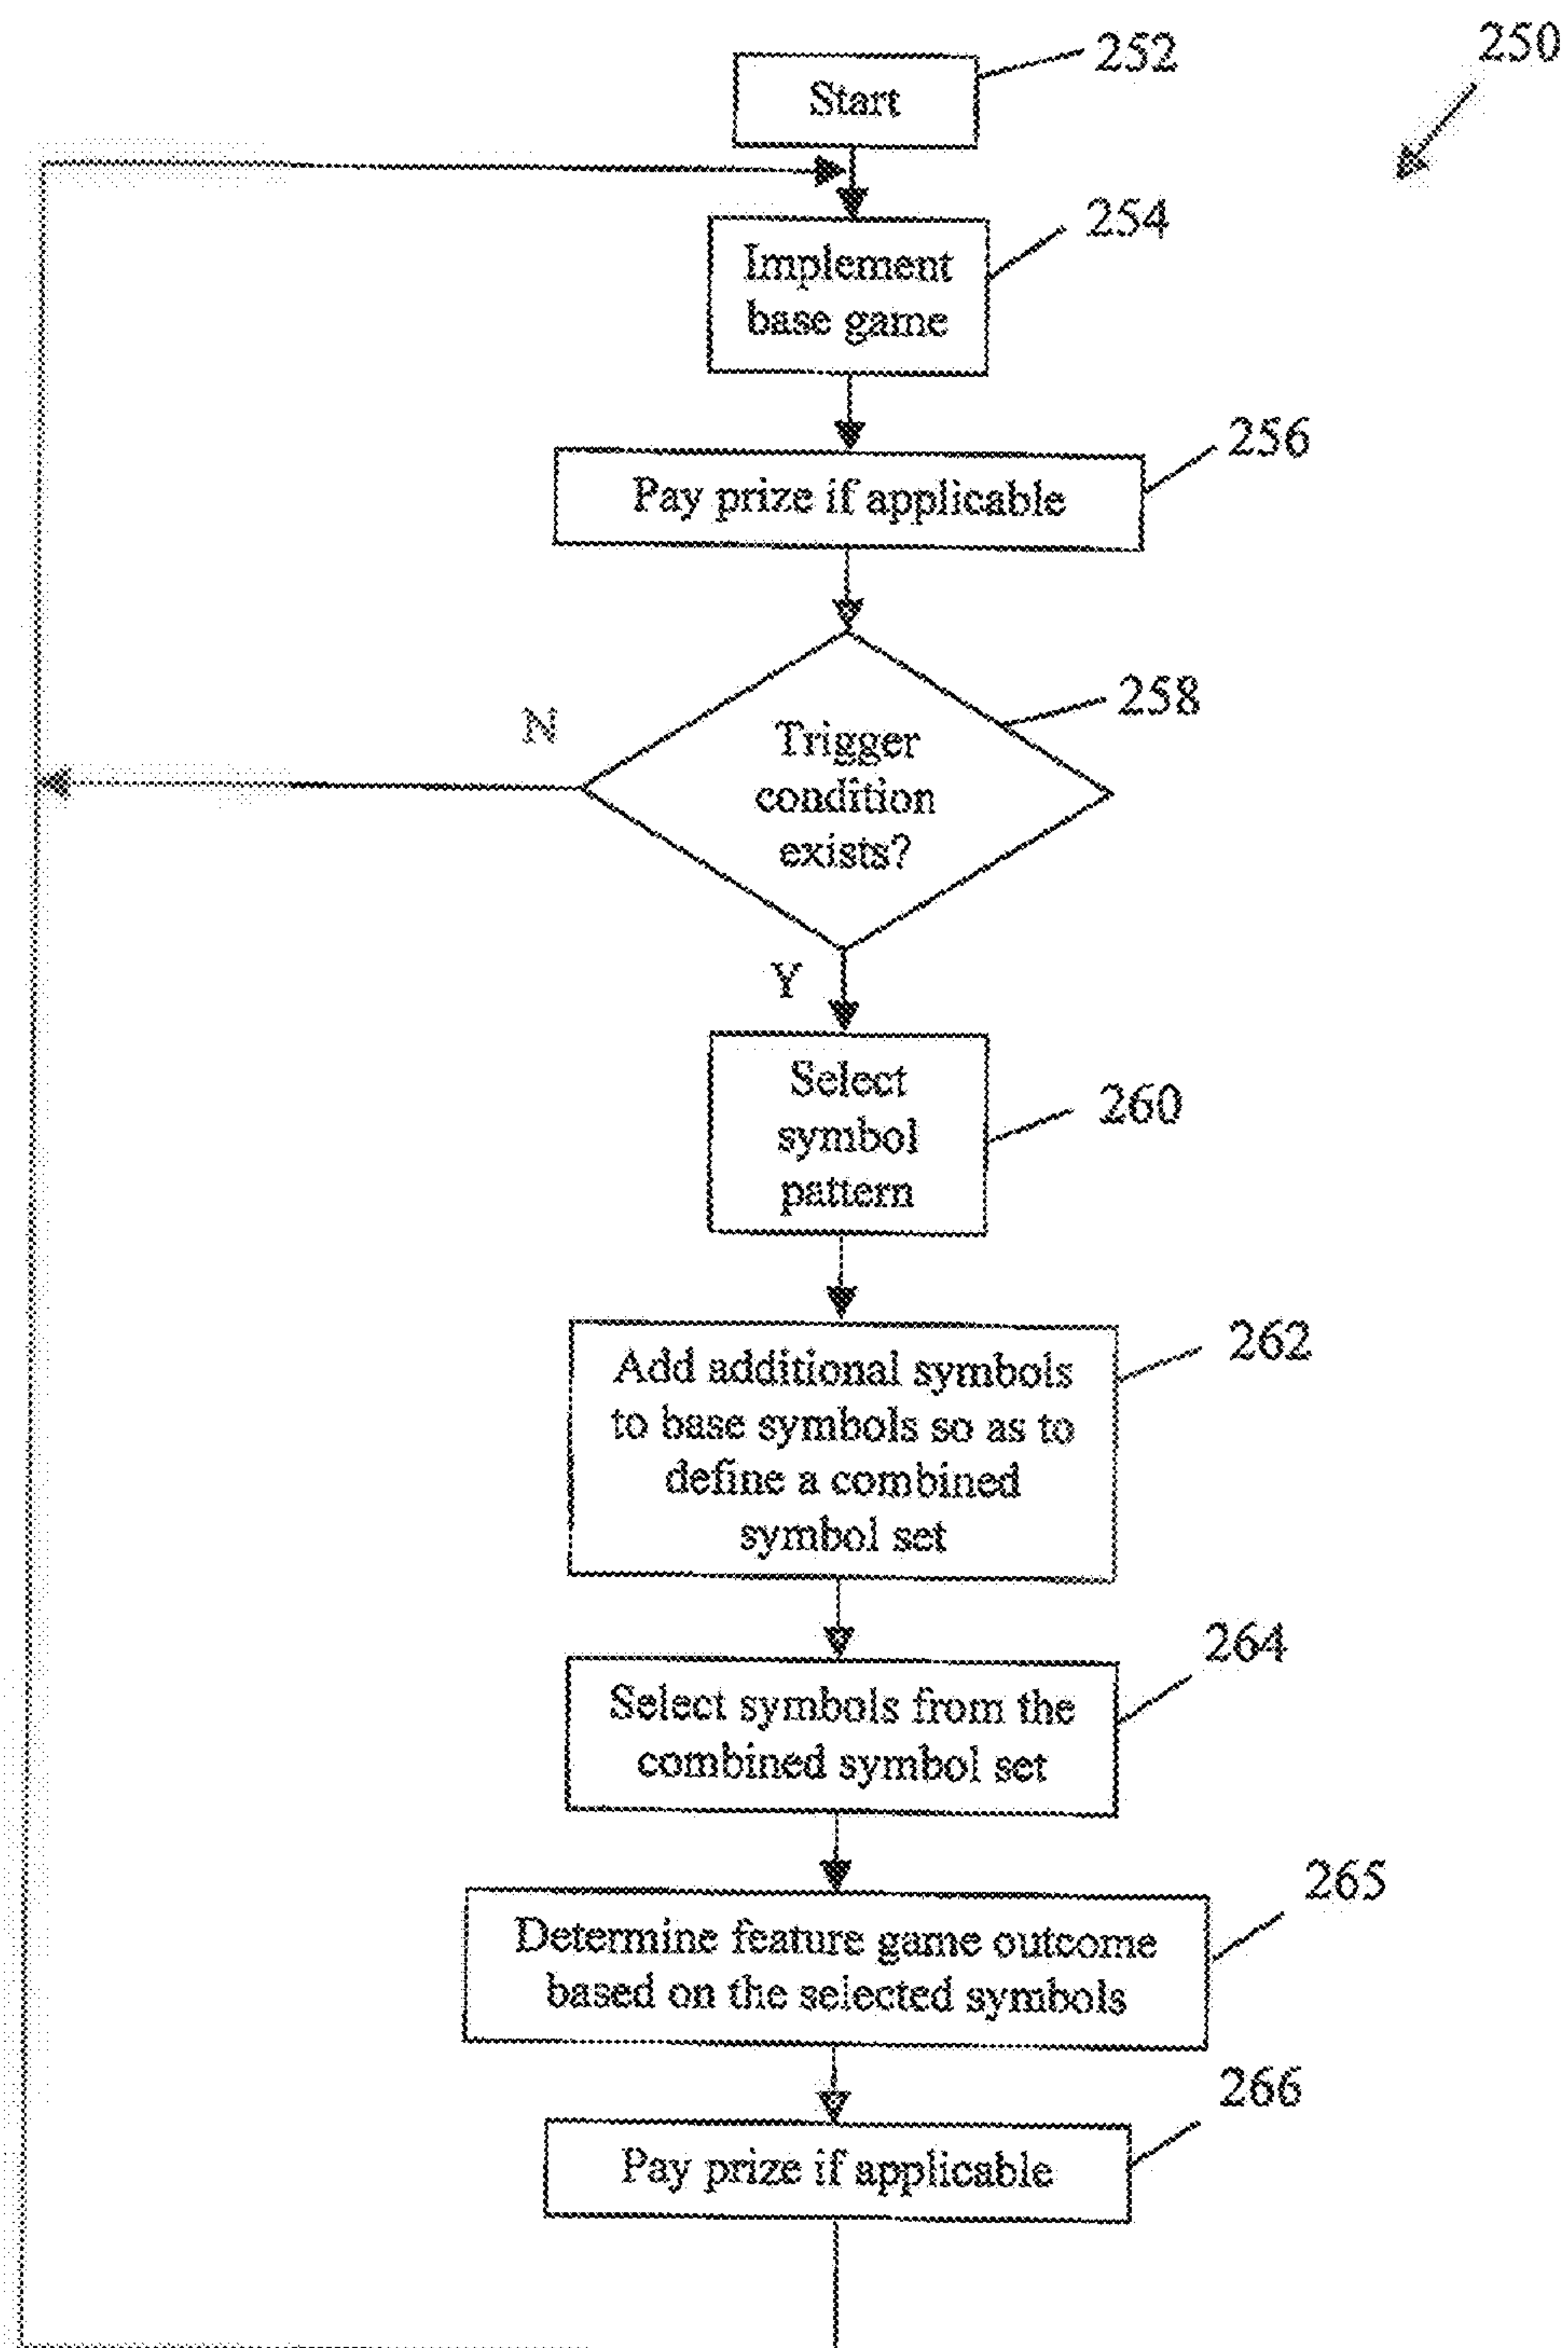 250
252
Start
254
Implement
base game
256
Pay prize if applicable
258
N
Trigger
condition
exists?
Y
260
Select
symbol
pattern
262
Add additional symbols
to base symbols so as to
define a combined
symbol set
264
Select symbols from the
combined symbol set
265
Determine feature game outcome
based on the selected symbols
266
Pay prize if applicable